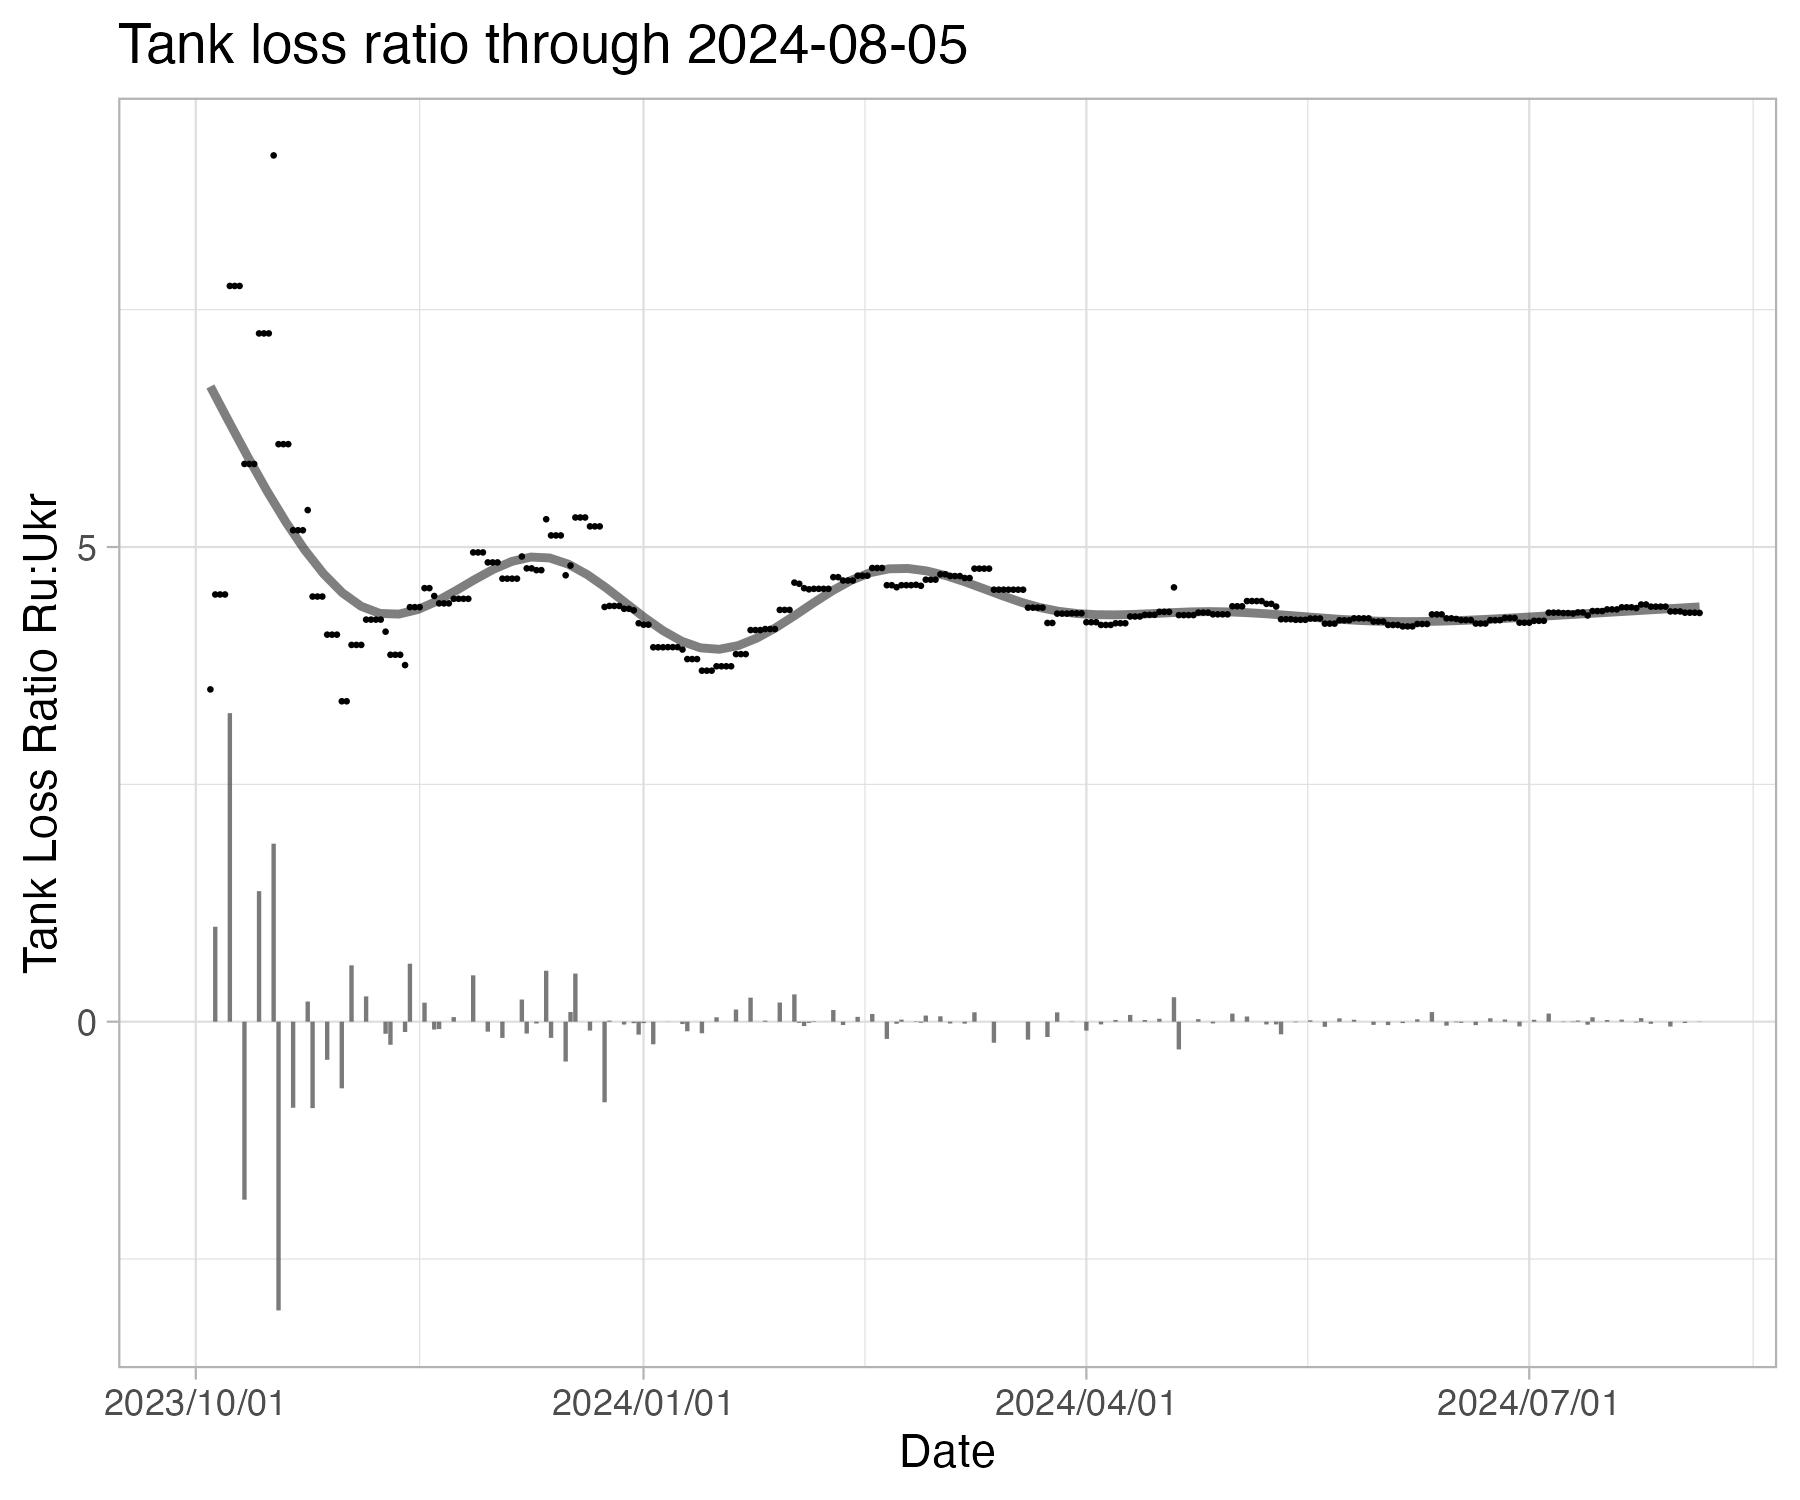 Tank loss ratio through 2024-08-05
Tank Loss Ratio Ru:Ukr
5
0
2023/10/01
2024/01/01
2024/04/01
2024/07/01
Date